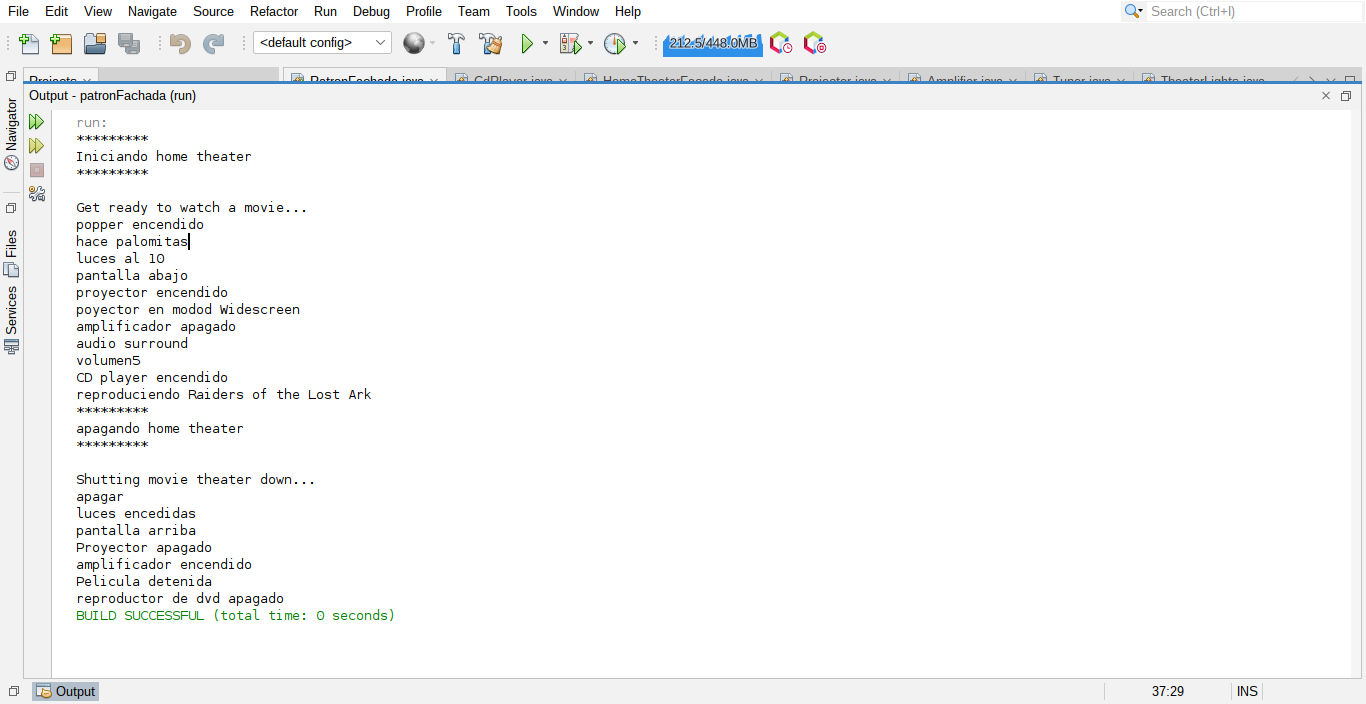 File Edit View Navigate Source Refactor Run Debug Profile Team Tools Window Help
Search (Ctrl+I)
<default config>
212.5/448.0MB
Projects
PatronFachada.java
CdPlayer.java
HomeTheaterFacade.java
Projector.java
Amplifier.java
Tuner.java
TheaterLights.java
Output - patronFachada (run)
Navigator
Files
Services
run:
*********
Iniciando home theater
*********
Get ready to watch a movie...
popper encendido
hace palomitas
luces al 10
pantalla abajo
proyector encendido
poyector en modod Widescreen
amplificador apagado
audio surround
volumen5
CD player encendido
reproduciendo Raiders of the Lost Ark
*********
apagando home theater
*********
Shutting movie theater down...
apagar
luces encedidas
pantalla arriba
Proyector apagado
amplificador encendido
Pelicula detenida
reproductor de dvd apagado
BUILD SUCCESSFUL (total time: 0 seconds)
Output
37:29
INS